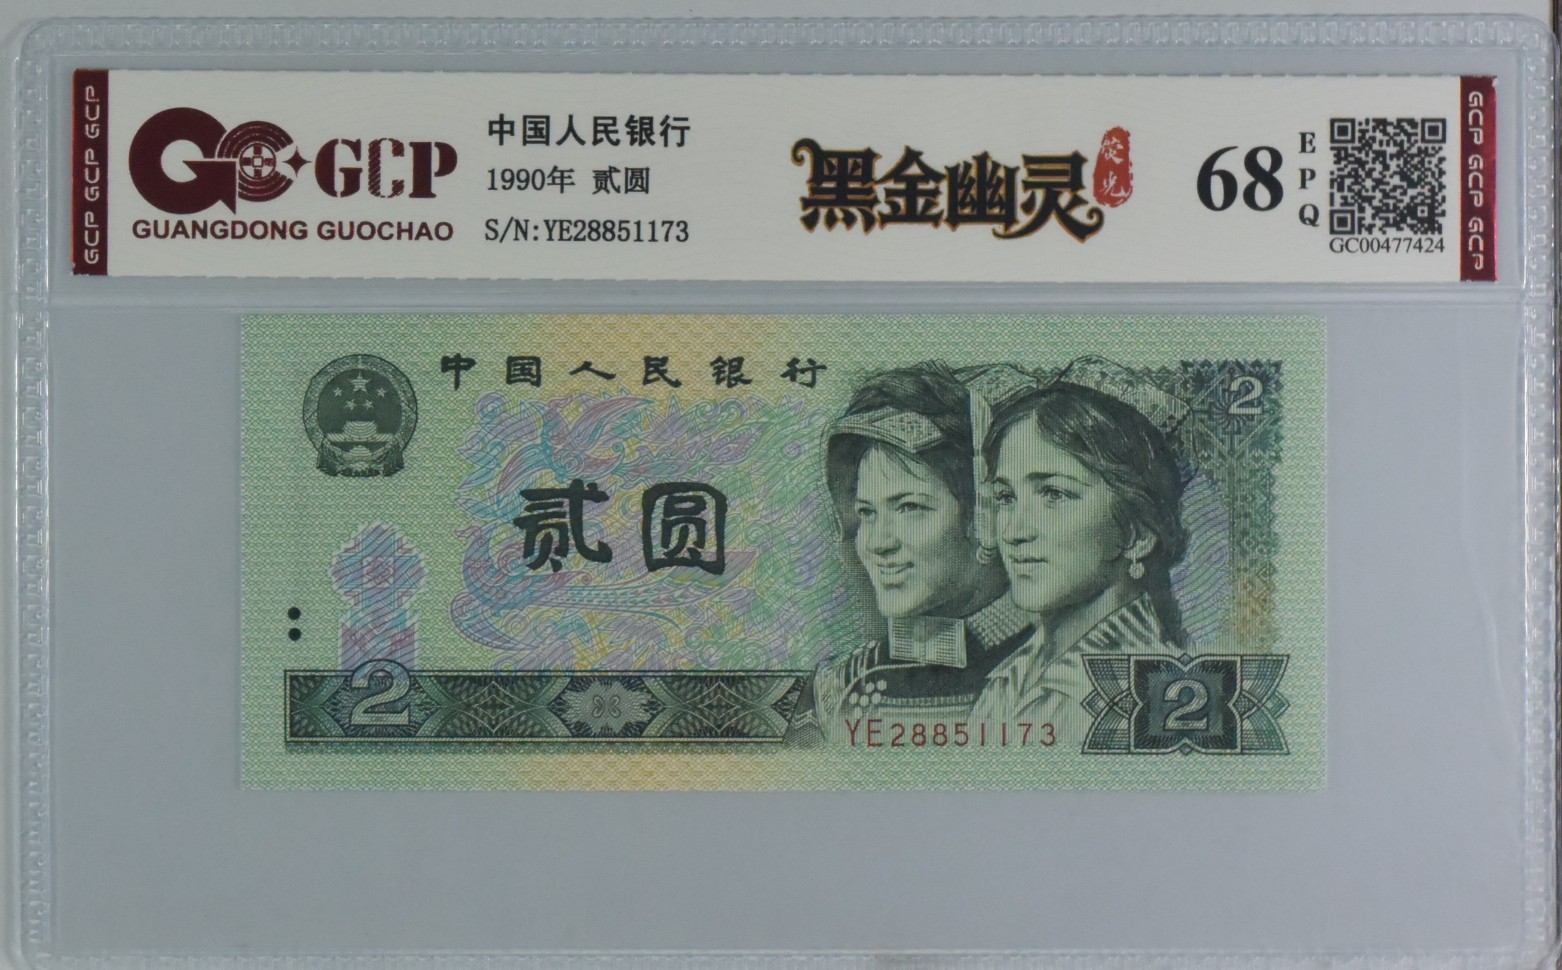 GCP GCP GCP
GCP
GUANGDONG GUOCHAO
中国人民银行
1990年 贰圆
S/N:YE28851173
黑金幽灵
荧光
68
EPQ
GC00477424
GCP GCP GCP
中国人民银行
2
贰圆
2
YE28851173
2